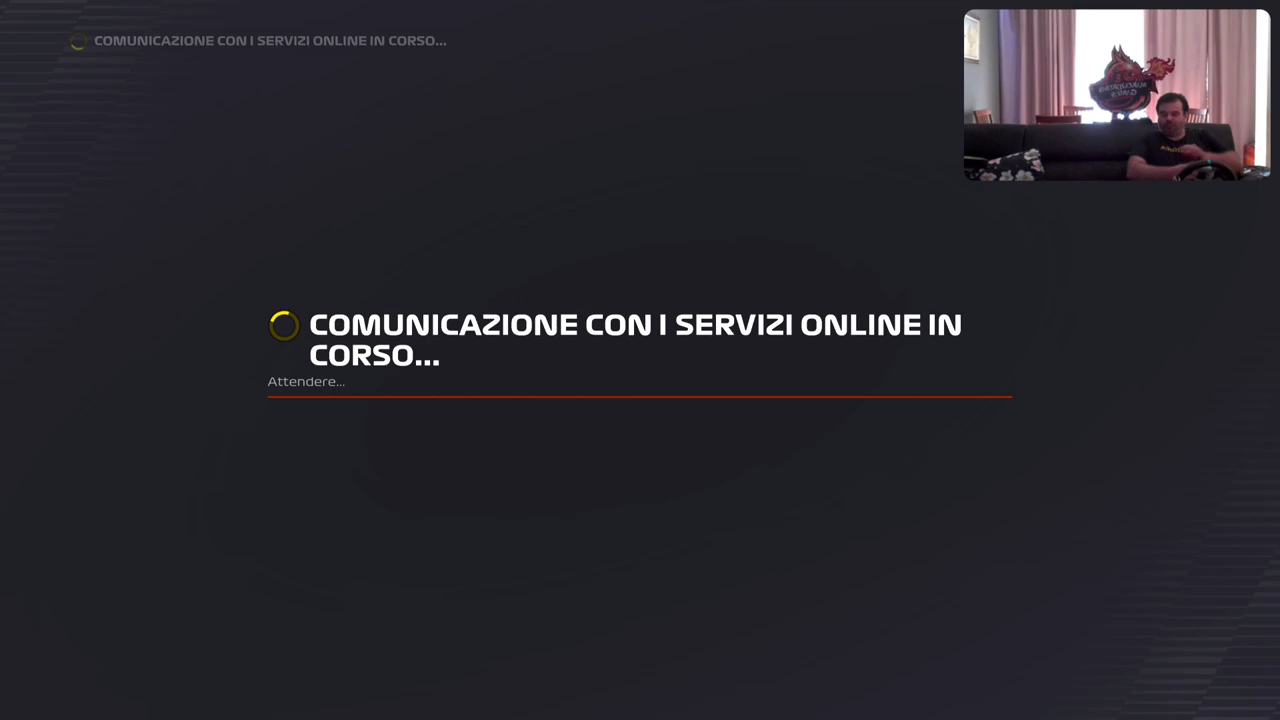 COMUNICAZIONE CON I SERVIZI ONLINE IN CORSO...
COMUNICAZIONE CON I SERVIZI ONLINE IN
CORSO...
Attendere...